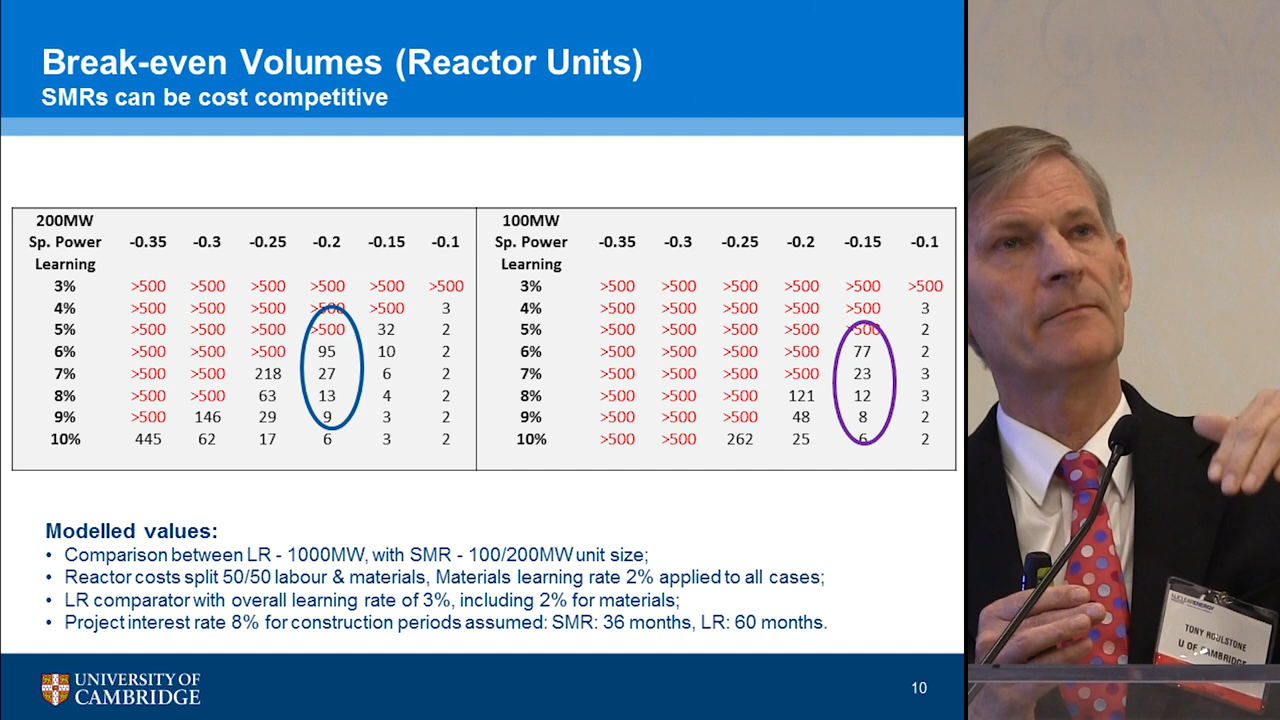 Break-even Volumes (Reactor Units)
SMRs can be cost competitive
200MW
Sp. Power -0.35 -0.3 -0.25 -0.2 -0.15 -0.1
Learning
3% >500 >500 >500 >500 >500 >500
4% >500 >500 >500 >500 >500 3
5% >500 >500 >500 >500 32 2
6% >500 >500 >500 95 10 2
7% >500 >500 218 27 6 2
8% >500 >500 63 13 4 2
9% >500 146 29 9 3 2
10% 445 62 17 6 3 2
100MW
Sp. Power -0.35 -0.3 -0.25 -0.2 -0.15 -0.1
Learning
3% >500 >500 >500 >500 >500 >500
4% >500 >500 >500 >500 >500 3
5% >500 >500 >500 >500 >500 2
6% >500 >500 >500 >500 77 2
7% >500 >500 >500 >500 23 3
8% >500 >500 >500 121 12 3
9% >500 >500 >500 48 8 2
10% >500 >500 262 25 6 2
Modelled values:
• Comparison between LR - 1000MW, with SMR - 100/200MW unit size;
• Reactor costs split 50/50 labour & materials, Materials learning rate 2% applied to all cases;
• LR comparator with overall learning rate of 3%, including 2% for materials;
• Project interest rate 8% for construction periods assumed: SMR: 36 months, LR: 60 months.
UNIVERSITY OF
CAMBRIDGE
10
NUCLEARENERGY
TONY ROULSTONE
U OF CAMBRIDGE